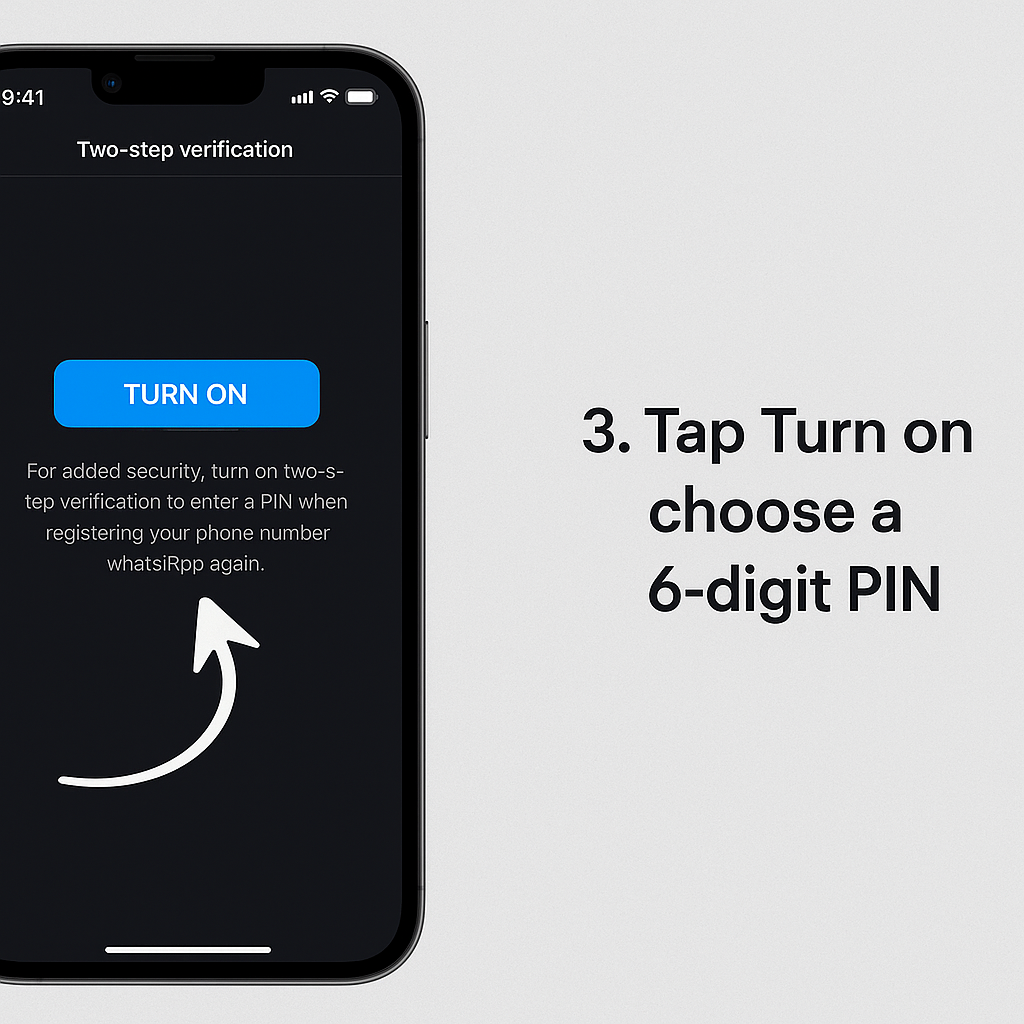 9:41
Two-step verification
TURN ON
For added security, turn on two-s-
tep verification to enter a PIN when
registering your phone number
whatsiRpp again.
3. Tap Turn on
choose a
6-digit PIN